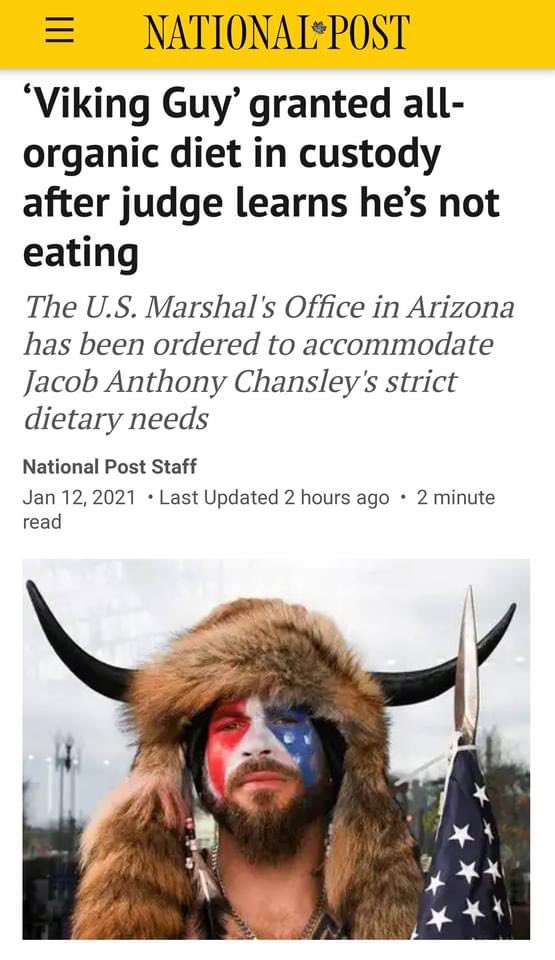 NATIONAL POST
‘Viking Guy’ granted all-
organic diet in custody
after judge learns he’s not
eating
The U.S. Marshal's Office in Arizona
has been ordered to accommodate
Jacob Anthony Chansley's strict
dietary needs
National Post Staff
Jan 12, 2021 • Last Updated 2 hours ago • 2 minute
read